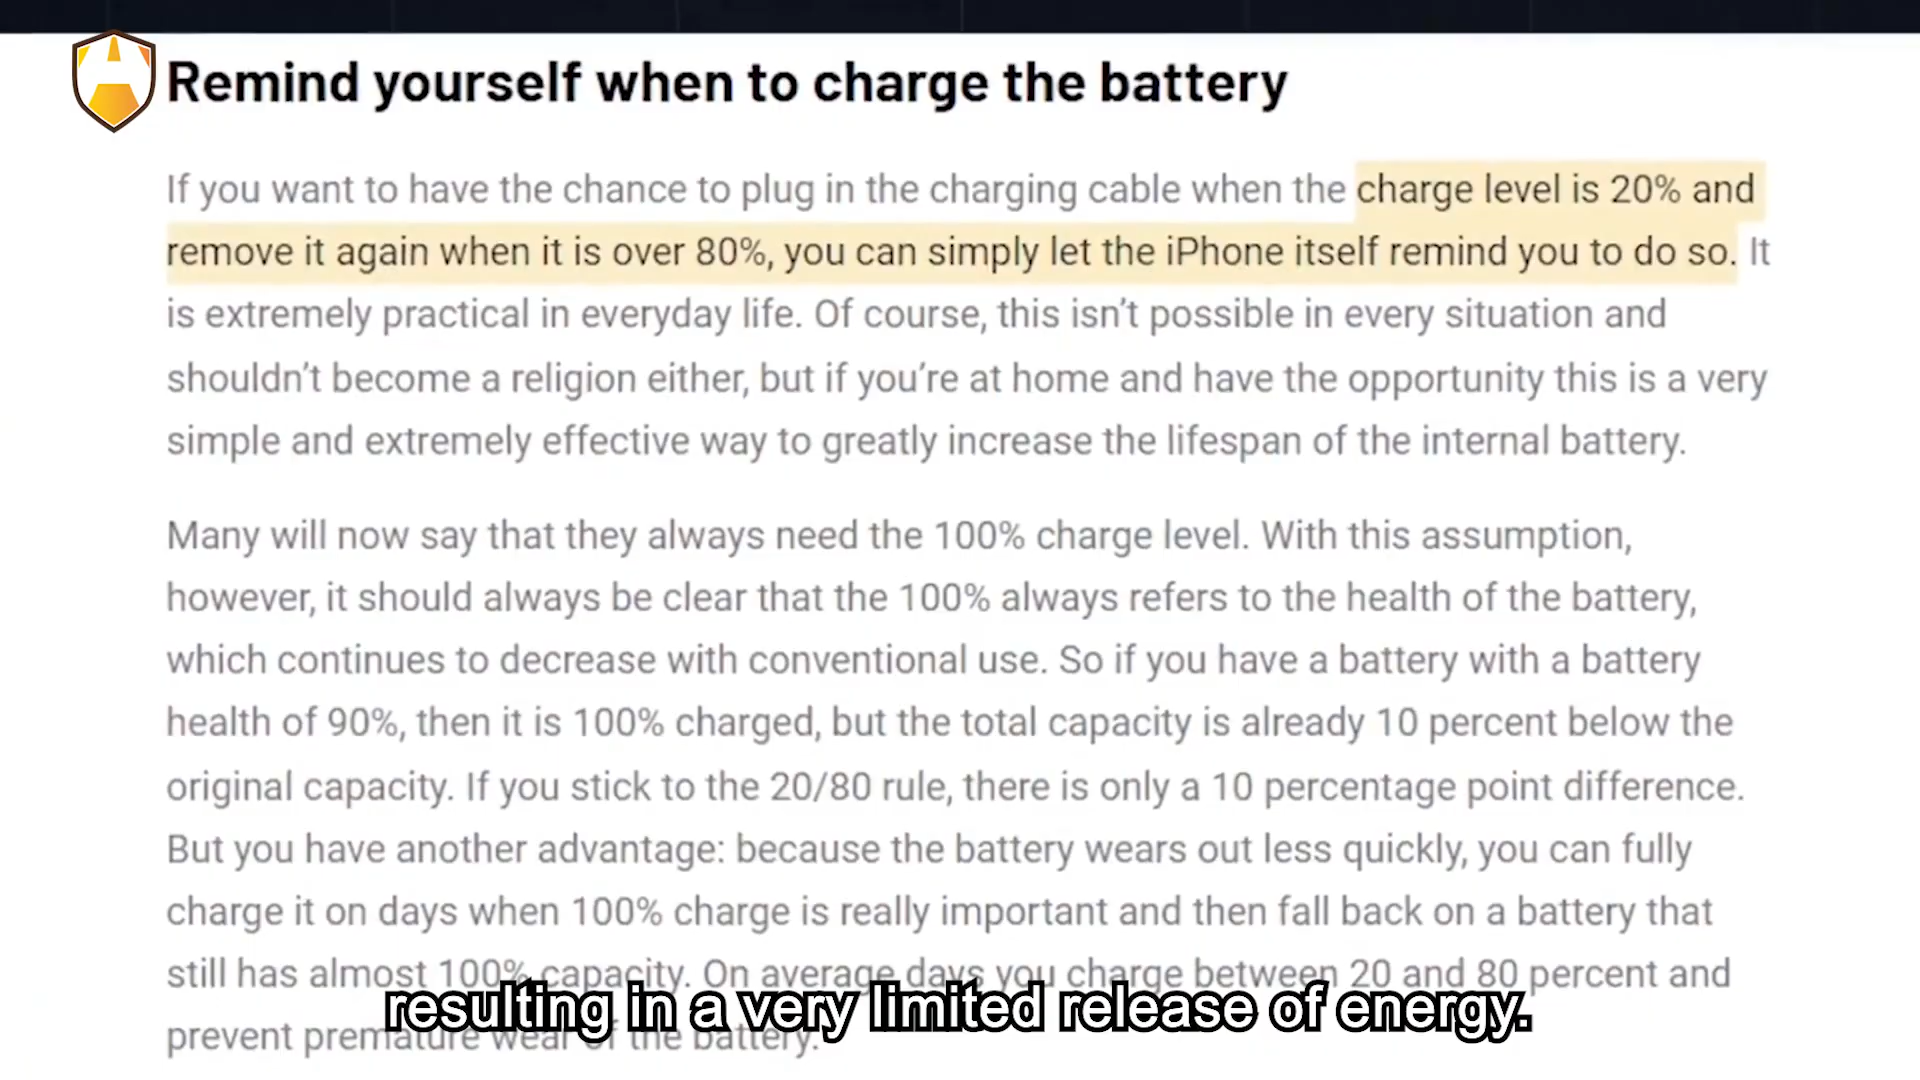 Remind yourself when to charge the battery
If you want to have the chance to plug in the charging cable when the charge level is 20% and
remove it again when it is over 80%, you can simply let the iPhone itself remind you to do so. It
is extremely practical in everyday life. Of course, this isn’t possible in every situation and
shouldn’t become a religion either, but if you’re at home and have the opportunity this is a very
simple and extremely effective way to greatly increase the lifespan of the internal battery.
Many will now say that they always need the 100% charge level. With this assumption,
however, it should always be clear that the 100% always refers to the health of the battery,
which continues to decrease with conventional use. So if you have a battery with a battery
health of 90%, then it is 100% charged, but the total capacity is already 10 percent below the
original capacity. If you stick to the 20/80 rule, there is only a 10 percentage point difference.
But you have another advantage: because the battery wears out less quickly, you can fully
charge it on days when 100% charge is really important and then fall back on a battery that
still has almost 100% capacity. On average days you charge between 20 and 80 percent and
prevent premature wear of the battery.
resulting in a very limited release of energy.